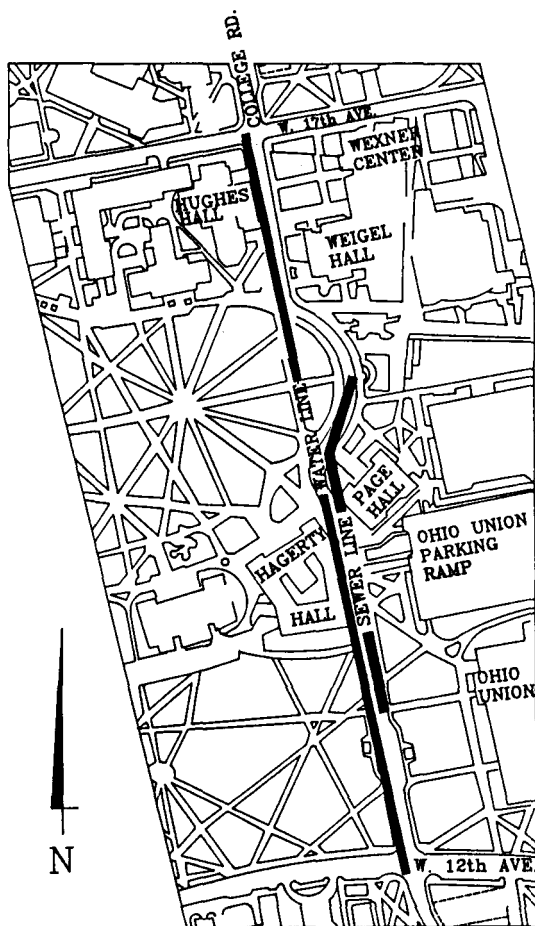 COLLEGE RD.
W. 17th AVE.
WEXNER
CENTER
HUGHES
HALL
WEIGEL
HALL
WATER LINE
PAGE
HALL
SEWER LINE
OHIO UNION
PARKING
RAMP
HAGERTY
HALL
OHIO
UNION
N
W. 12th AVE.